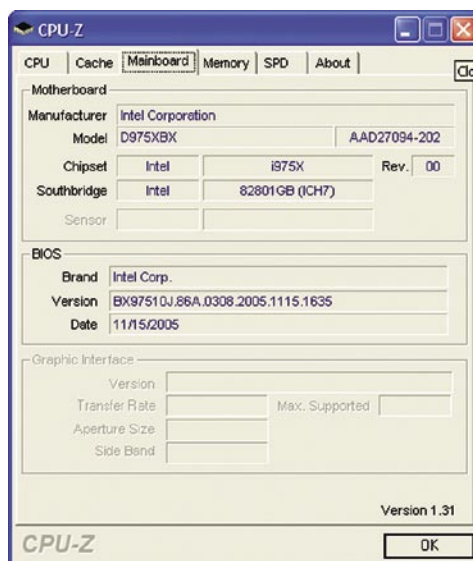 CPU-Z
CPU Cache Mainboard Memory SPD About
Clo
Motherboard
Manufacturer Intel Corporation
Model D975XBX AAD27094-202
Chipset Intel i975X Rev. 00
Southbridge Intel 82801GB (ICH7)
Sensor
BIOS
Brand Intel Corp.
Version BX97510J.86A.0308.2005.1115.1635
Date 11/15/2005
Graphic Interface
Version
Transfer Rate Max. Supported
Aperture Size
Side Band
Version 1.31
CPU-Z OK